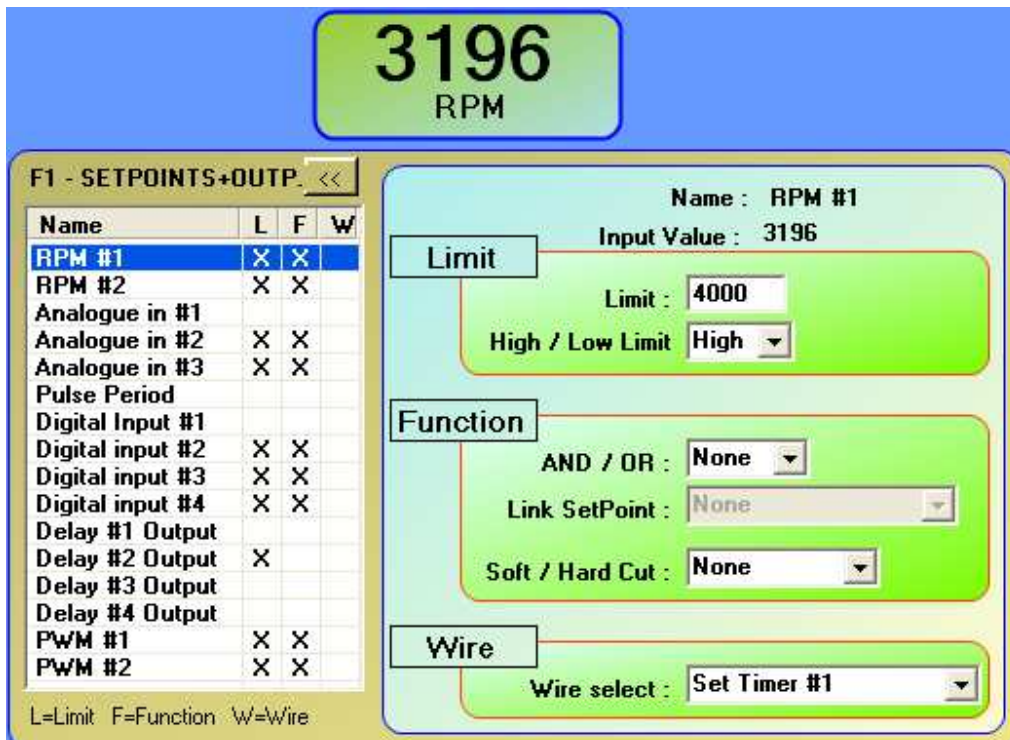 3196
RPM
F1 - SETPOINTS+OUTP. <<
Name L F W
RPM #1 X X
RPM #2 X X
Analogue in #1
Analogue in #2 X X
Analogue in #3 X X
Pulse Period
Digital Input #1
Digital input #2 X X
Digital input #3 X X
Digital input #4 X X
Delay #1 Output
Delay #2 Output X
Delay #3 Output
Delay #4 Output
PWM #1 X X
PWM #2 X X
L=Limit F=Function W=Wire
Name : RPM #1
Input Value : 3196
Limit
Limit : 4000
High / Low Limit High
Function
AND / OR : None
Link SetPoint : None
Soft / Hard Cut : None
Wire
Wire select : Set Timer #1